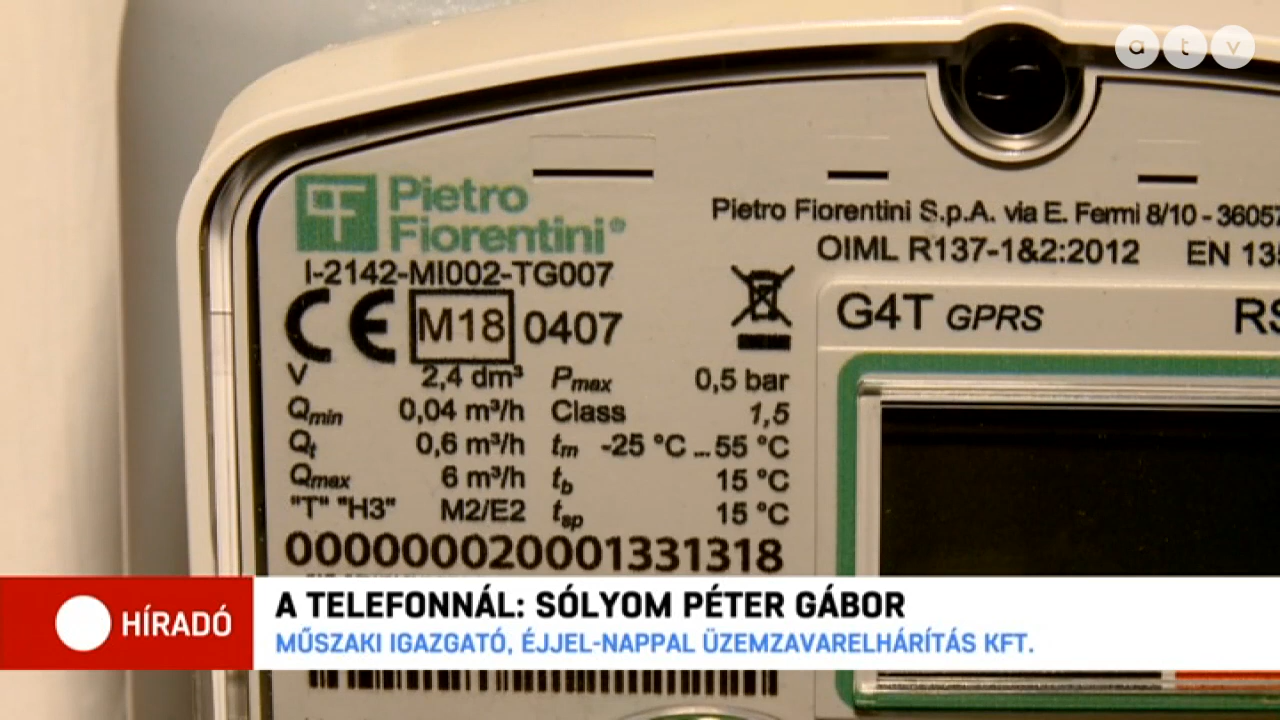 atv
Pietro
Fiorentini®
I-2142-MI002-TG007
CE M18 0407
V 2,4 dm³ Pmax 0,5 bar
Qmin 0,04 m³/h Class 1,5
Qt 0,6 m³/h tm -25 °C ... 55 °C
Qmax 6 m³/h tb 15 °C
"T" "H3" M2/E2 tsp 15 °C
000000020001331318
Pietro Fiorentini S.p.A. via E. Fermi 8/10 - 36057
OIML R137-1&2:2012 EN
G4T GPRS
HÍRADÓ
A TELEFONNÁL: SÓLYOM PÉTER GÁBOR
MŰSZAKI IGAZGATÓ, ÉJJEL-NAPPAL ÜZEMZAVARELHÁRÍTÁS KFT.